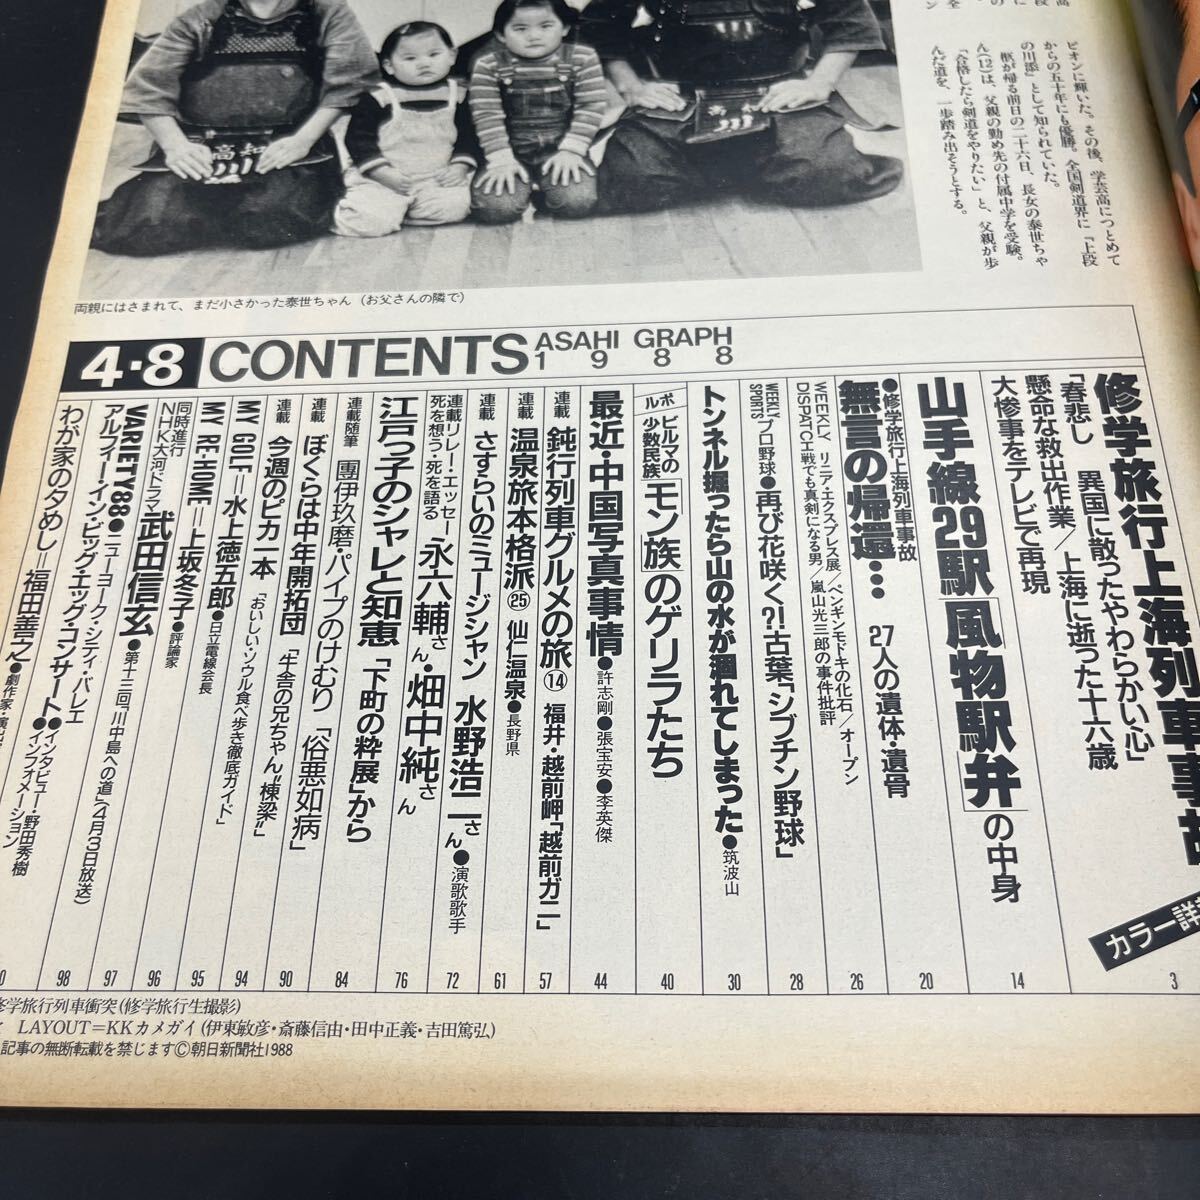 ピオンに輝いた。その後、学芸高につとめて
からの五十年にも優勝。全国剣道界に「上段
の川添」として知られていた。
柩が帰る前日の二十六日、長女の泰世ちゃ
ん(12)は、父親の勤め先の付属中学を受験。
「合格したら剣道をやりたい」と、父親が歩
んだ道を、一歩踏み出そうとする。
高知
両親にはさまれて、まだ小さかった泰世ちゃん（お父さんの隣で）
4・8 CONTENTS ASAHI GRAPH 1988
修学旅行上海列車事故
「春悲し 異国に散ったやわらかい心」
懸命な救出作業／上海に逝った十六歳
大惨事をテレビで再現
カラー詳
3
山手線29駅「風物駅弁」の中身
14
●修学旅行上海列車事故
無言の帰還… 27人の遺体・遺骨
20
WEEKLY DISPATCH リニア・エクスプレス展／ペンギンモドキの化石／オープン
戦でも真剣になる男／嵐山光三郎の事件批評
26
WEEKLY SPORTS プロ野球●再び花咲く?!古葉「シブチン野球」
28
トンネル掘ったら山の水が涸れてしまった●筑波山
30
ルポ ビルマの少数民族「モン族」のゲリラたち
40
最近・中国写真事情●許志剛●張宝安●李英傑
44
連載 鈍行列車グルメの旅⑭ 福井・越前岬「越前ガニ」
57
連載 温泉旅本格派㉕ 仙仁温泉●長野県
61
連載 さすらいのミュージシャン 水野浩二さん●演歌歌手
72
連載リレー・エッセー 死を想う・死を語る 永六輔さん・畑中純さん
76
江戸っ子のシャレと知恵「下町の粋展」から
連載随筆 團伊玖磨・パイプのけむり 「俗悪如病」
84
連載 ぼくらは中年開拓団「牛舎の兄ちゃん“棟梁”」
90
連載 今週のピカ一本 「おいしい・ソウル食べ歩き徹底ガイド」
94
MY GOLF＝水上徳五郎●日立電線会長
95
MY RE HOME＝上坂冬子●評論家
同時進行 NHK大河ドラマ 武田信玄●第十三回「川中島への道」(4月3日放送)
96
VARIETY88●ニューヨーク・シティ・バレエ
97
アルフィー・イン・ビッグ・エッグ・コンサート●インタビュー・野田秀樹●インフォメーション
98
わが家の夕めし＝福田善之●劇作家・演出
修学旅行列車衝突(修学旅行生撮影)
LAYOUT＝KKカメガイ(伊東敏彦・斎藤信由・田中正義・吉田篤弘)
記事の無断転載を禁じます©朝日新聞社1988